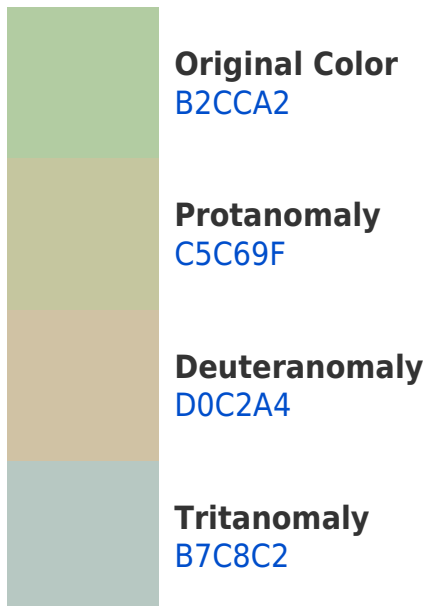 Original Color
B2CCA2
Protanomaly
C5C69F
Deuteranomaly
D0C2A4
Tritanomaly
B7C8C2